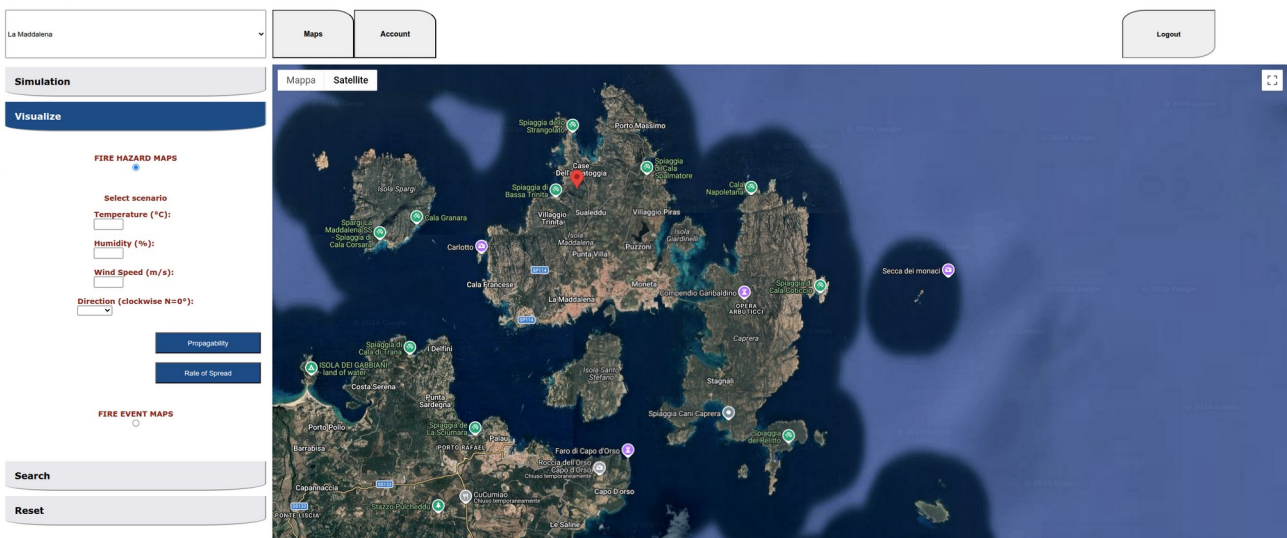 La Maddalena
Maps
Account
Logout
Simulation
Visualize
FIRE HAZARD MAPS
Select scenario
Temperature (°C):
Humidity (%):
Wind Speed (m/s):
Direction (clockwise N=0°):
Propagability
Rate of Spread
FIRE EVENT MAPS
Search
Reset
Mappa
Satellite
Spiaggia dello
Strangolato
Porto Massimo
Case
Spiaggia
di Cala
Spalmatore
Isola Spargi
Spiaggia di
Bassa Trinita
Cala
Napoletana
Cala Granara
Spargi La
Maddalena SS
- Spiaggia di
Cala Corsara
Villaggio
Trinita
Sualeddu
Villaggio Piras
Isola
Maddalena
Isola
Giardinelli
Carlotto
Puzzoni
Punta Villa
Secca dei monaci
SP114
Cala Francese
Moneta
Compendio Garibaldino
Spiaggia di
Cala Coticcio
La Maddalena
OPERA
ARBUTICCI
SP114
Caprera
Spiaggia di
Cala di Trana
I Delfini
ISOLA DEI GABBIANI
land of water
Isola Santo
Stefano
Costa Serena
Stagnali
Punta
Sardegna
Spiaggia Cani Caprera
Porto Pollo
Spiaggia de
La Sciumara
Spiaggia
del Relitto
Barrabisa
PORTO RAFAEL
Palau
Faro di Capo d'Orso
Roccia dell'Orso
Capo d'Orso
Chiuso temporaneamente
Capannaccia
SS133
Capo D'orso
CuCumiao
Chiuso temporaneamente
Stazzo Pulcheddu
SS133
PONTE LISCIA
Le Saline